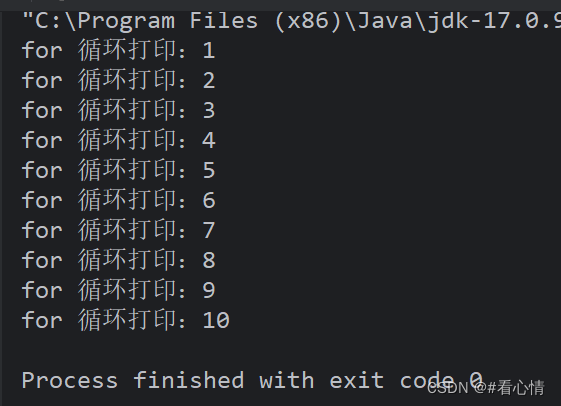 "C:\Program Files (x86)\Java\jdk-17.0.9
for 循环打印：1
for 循环打印：2
for 循环打印：3
for 循环打印：4
for 循环打印：5
for 循环打印：6
for 循环打印：7
for 循环打印：8
for 循环打印：9
for 循环打印：10
Process finished with exit code 0
CSDN @#看心情